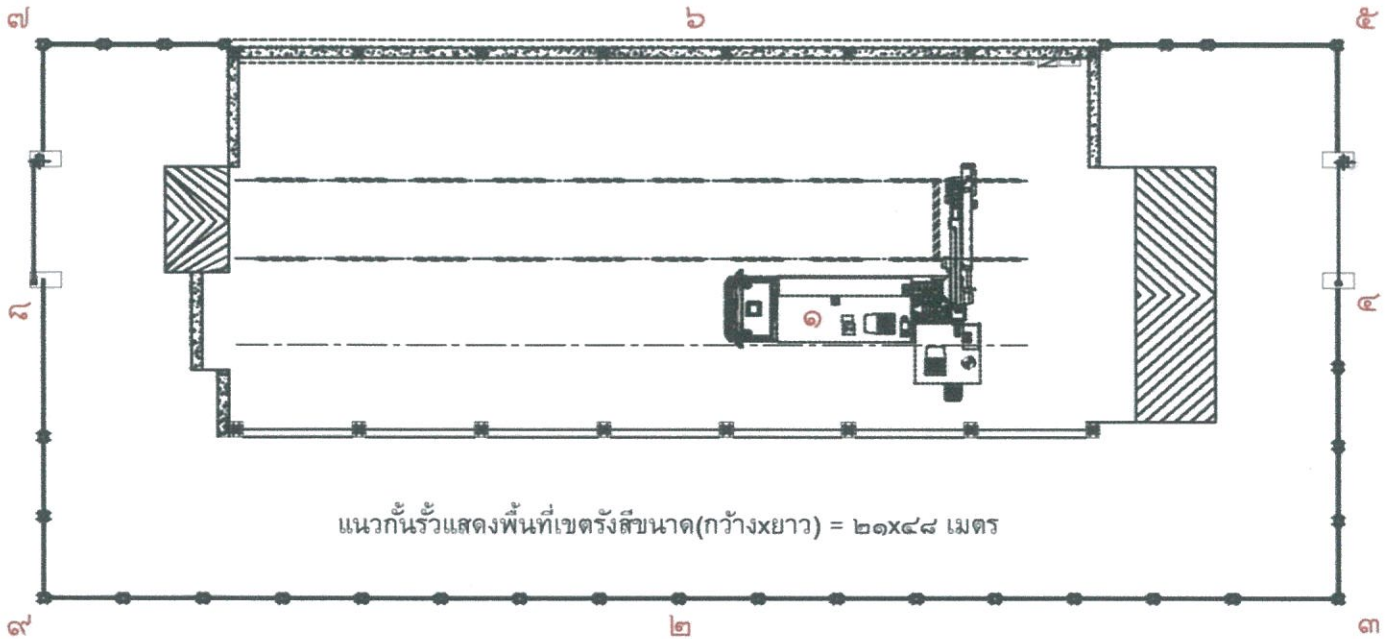 ๗ ๖ ๕
๘ ๔
๑
แนวกั้นรั้วแสดงพื้นที่เขตรังสีขนาด(กว้างxยาว) = ๒๑x๔๘ เมตร
๙ ๒ ๓